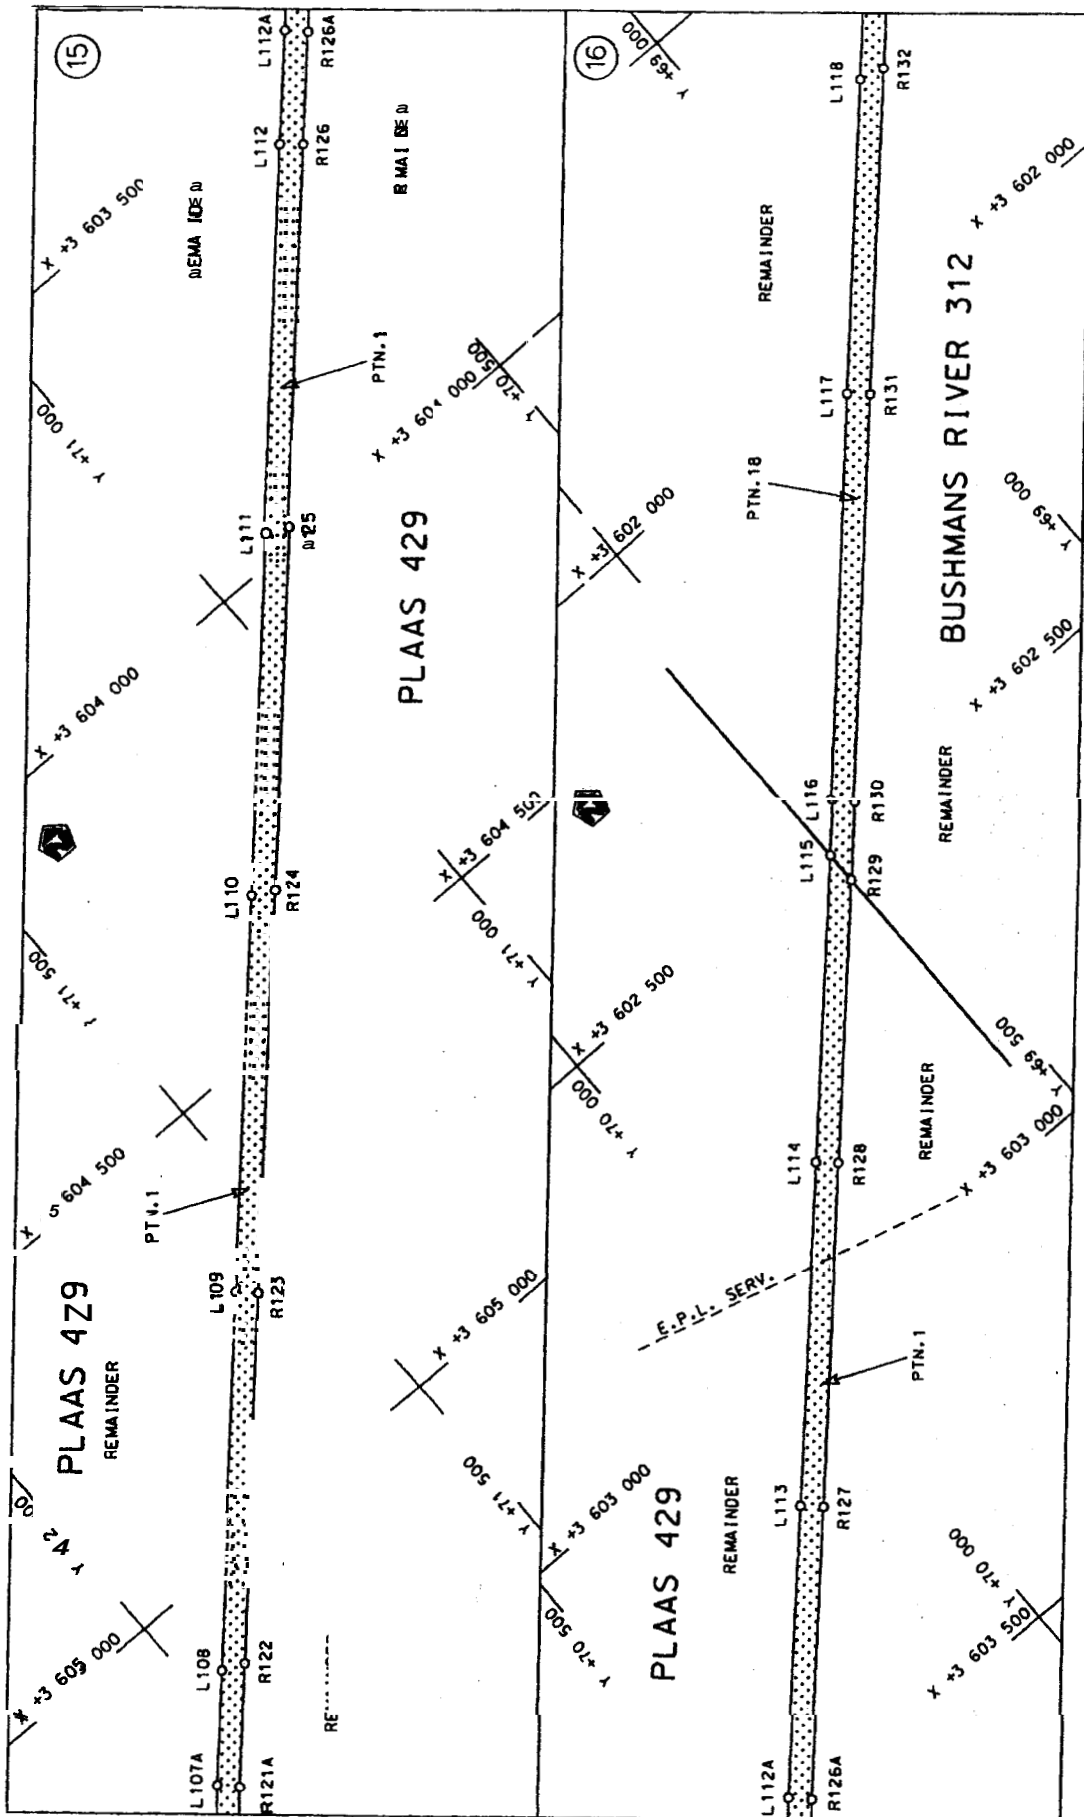 15
L107A
L108
L109
L110
L111
L112
L112A
R121A
R122
R123
R124
R126
R126A
PLAAS 4Z9
REMAINDER
PTN.1
PLAAS 429
PTN.1
+3 605 000
X +3 604 000
X +3 603 500
Y +71 000
X +3 605 000
X +3 604 500
X +3 604 000
Y +71 500
Y +71 000
Y +70 500
16
L112A
L113
L114
L115
L116
L117
L118
R126A
R127
R128
R129
R130
R131
R132
PLAAS 429
REMAINDER
PTN.1
E.P.L. SERV.
REMAINDER
REMAINDER
PTN.18
REMAINDER
BUSHMANS RIVER 312
X +3 603 000
Y +70 500
X +3 602 500
Y +70 000
X +3 602 000
Y +69 000
X +3 603 500
Y +70 000
X +3 603 000
Y +69 500
X +3 602 500
Y +69 000
X +3 602 000